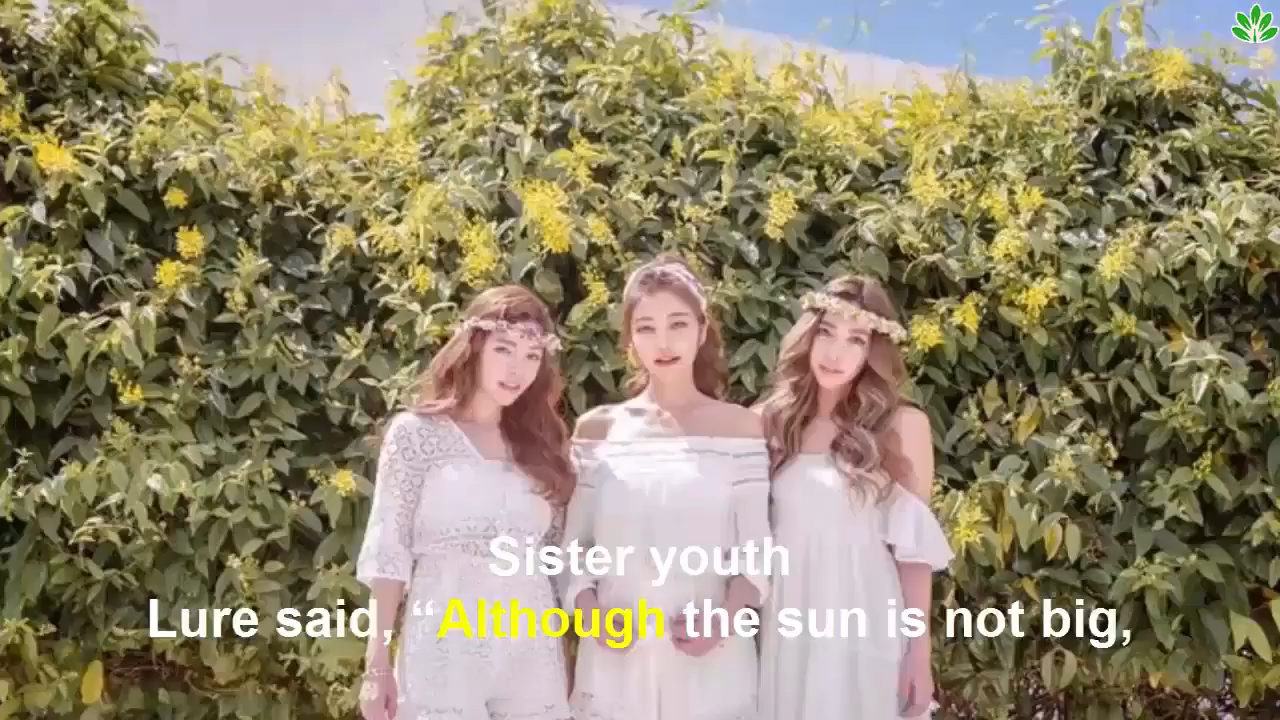 Sister youth
Lure said, “Although the sun is not big,